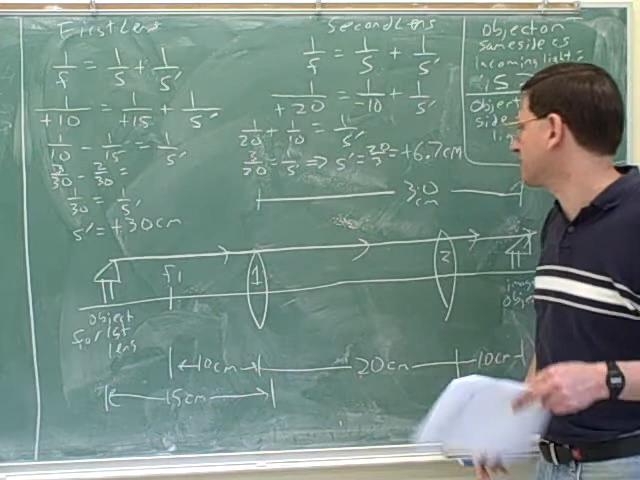 First Lens
1/f = 1/s + 1/s'
1/+10 = 1/+15 + 1/s'
1/10 - 1/15 = 1/s'
3/30 - 2/30 =
1/30 = 1/s'
s' = +30cm
Second Lens
1/f = 1/s + 1/s'
1/+20 = 1/-10 + 1/s'
1/20 + 1/10 = 1/s'
3/20 = 1/s' ⇒ s' = 20/3 = +6.7cm
Object on
same side as
incoming light
Object
side
30
cm
f1
1
2
object
for 1st
lens
image
object
10cm
20cm
10cm
15cm